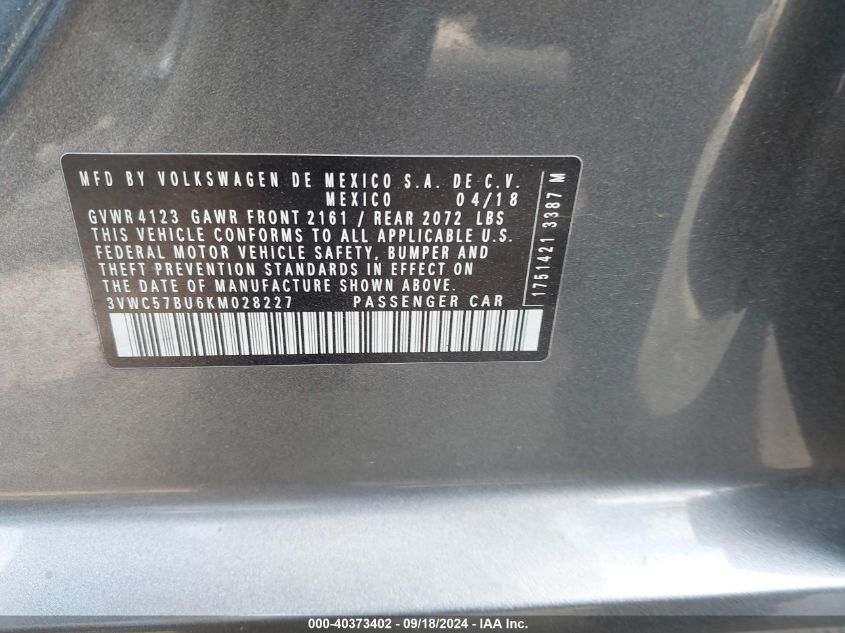 MFD BY VOLKSWAGEN DE MEXICO S.A. DE C.V.
MEXICO 04/18
GVWR 4123 GAWR FRONT 2161 / REAR 2072 LBS
THIS VEHICLE CONFORMS TO ALL APPLICABLE U.S.
FEDERAL MOTOR VEHICLE SAFETY, BUMPER AND
THEFT PREVENTION STANDARDS IN EFFECT ON
THE DATE OF MANUFACTURE SHOWN ABOVE.
3VWC57BU6KM028227 PASSENGER CAR
1751421 3387 M
000-40373402 - 09/18/2024 - IAA Inc.